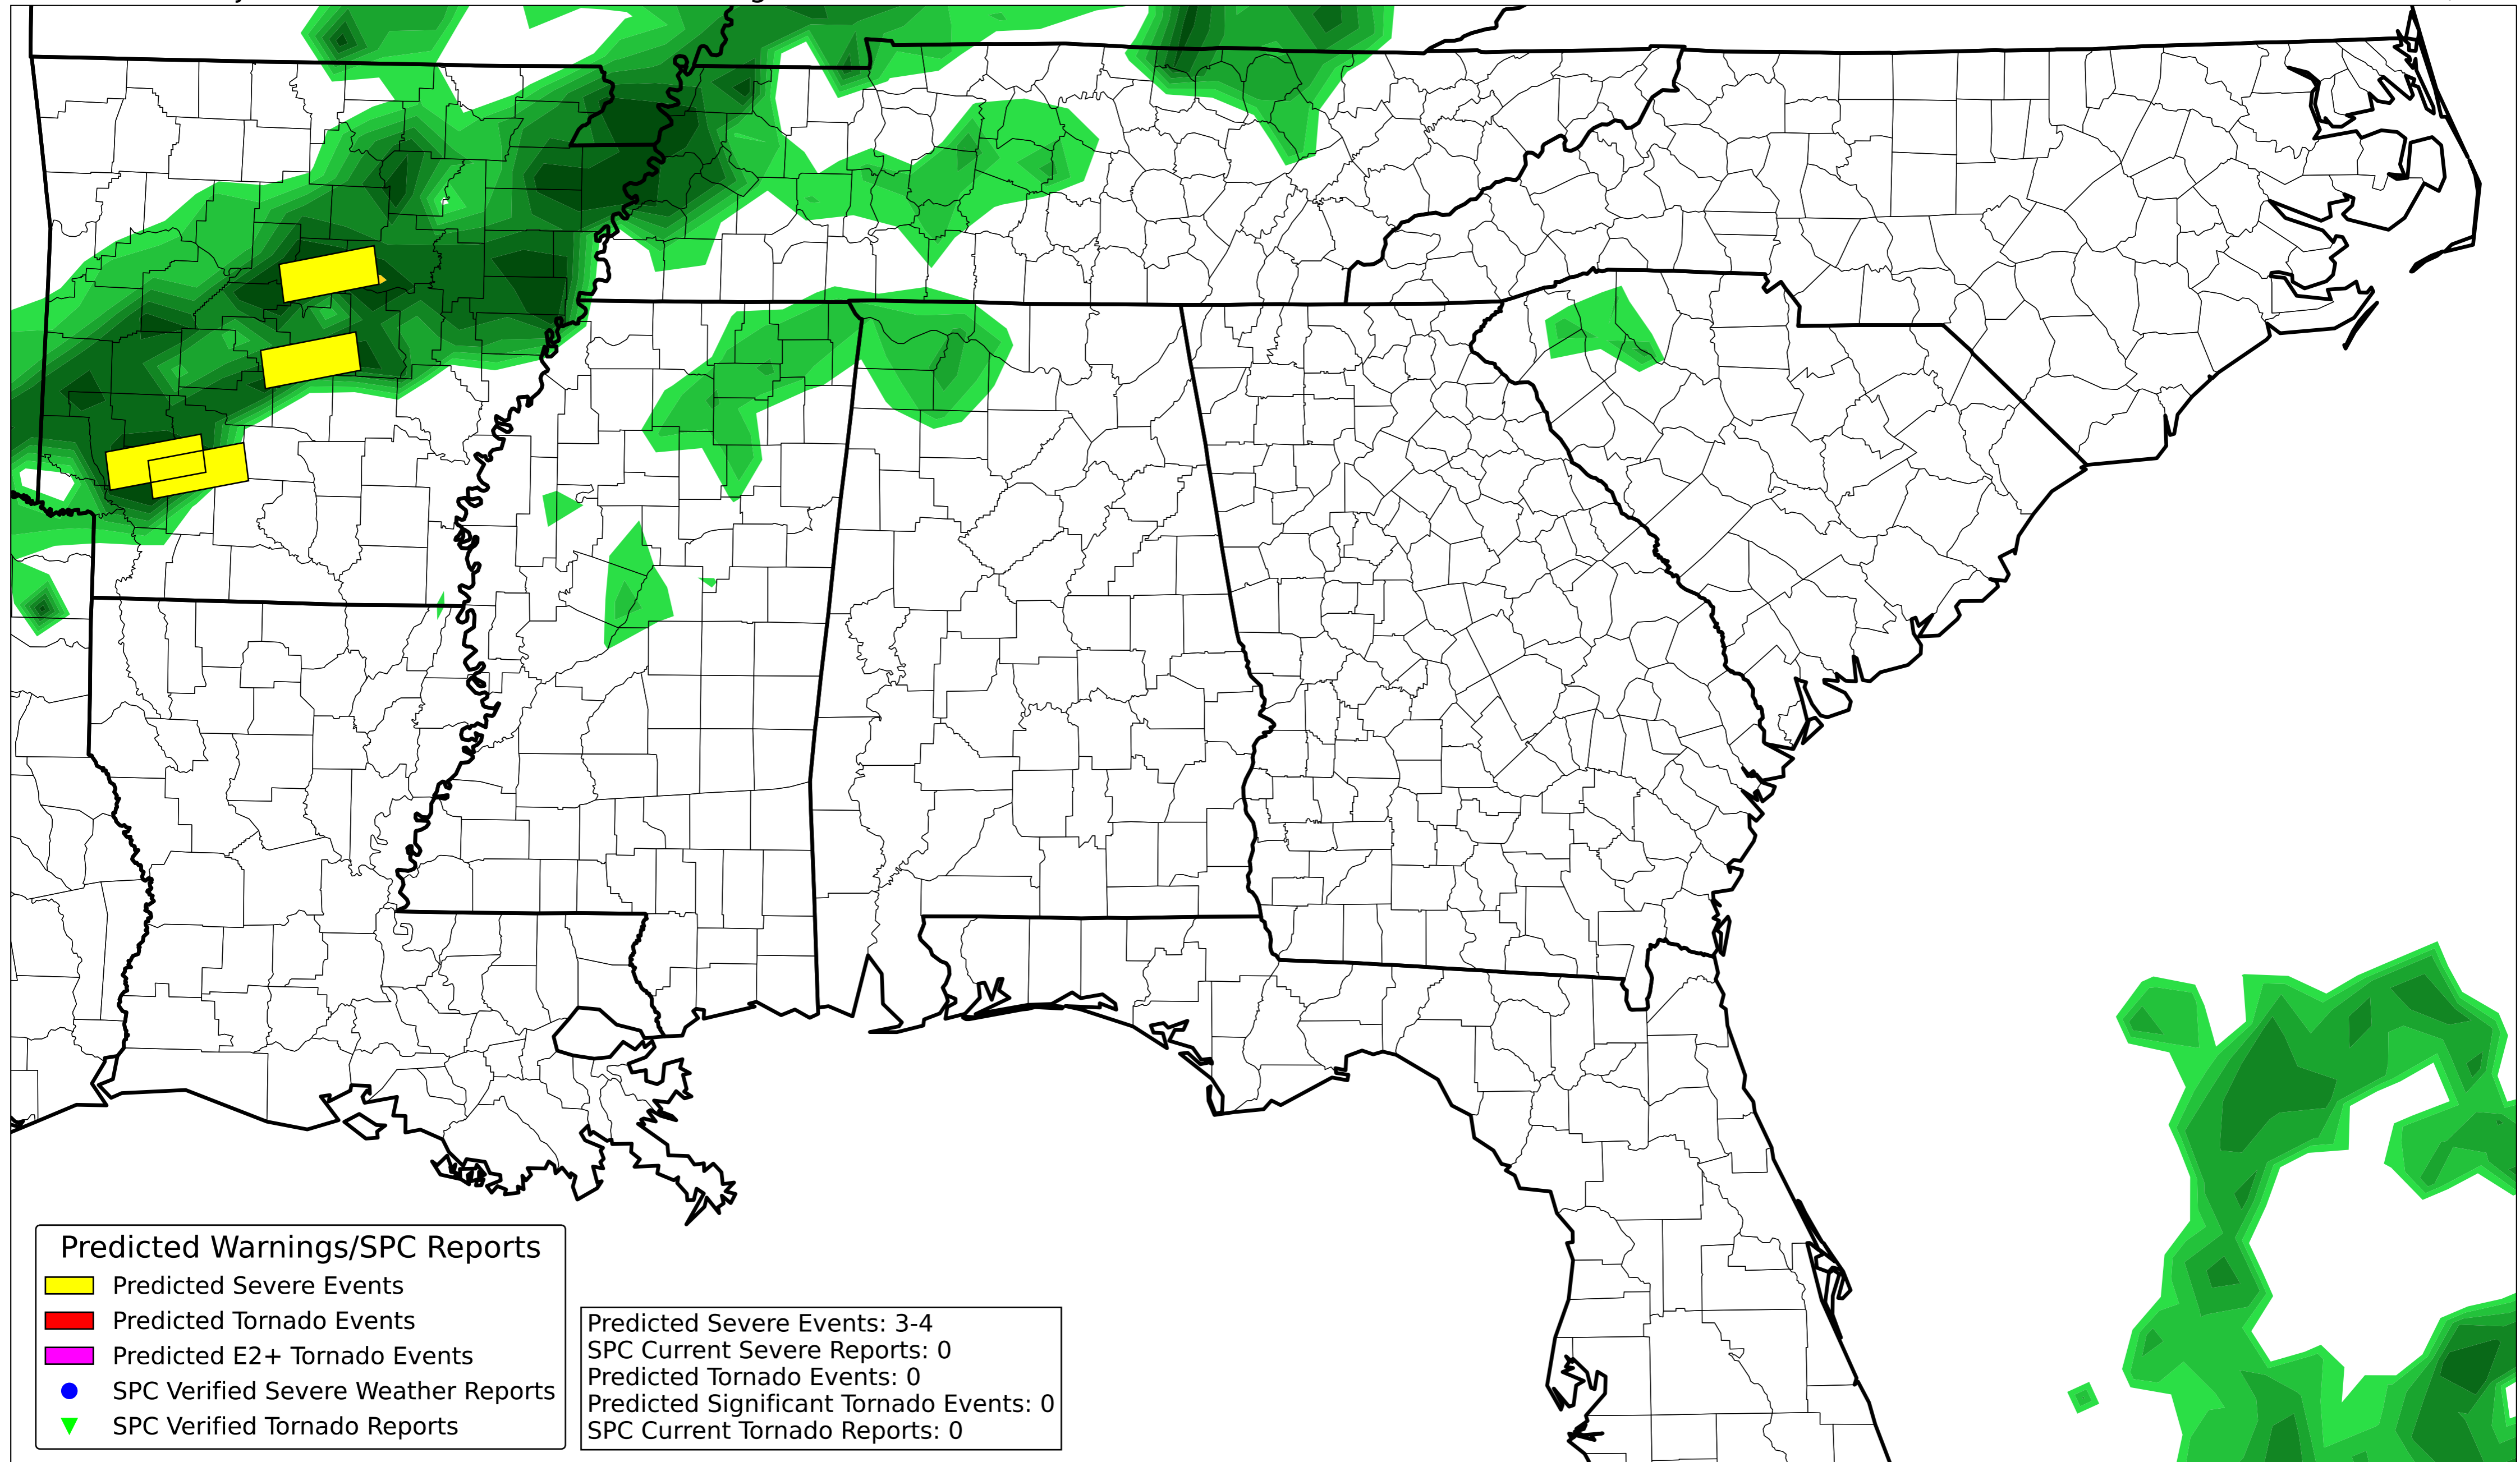 Predicted Warnings/SPC Reports
Predicted Severe Events
Predicted Tornado Events
Predicted E2+ Tornado Events
SPC Verified Severe Weather Reports
SPC Verified Tornado Reports
Predicted Severe Events: 3-4
SPC Current Severe Reports: 0
Predicted Tornado Events: 0
Predicted Significant Tornado Events: 0
SPC Current Tornado Reports: 0